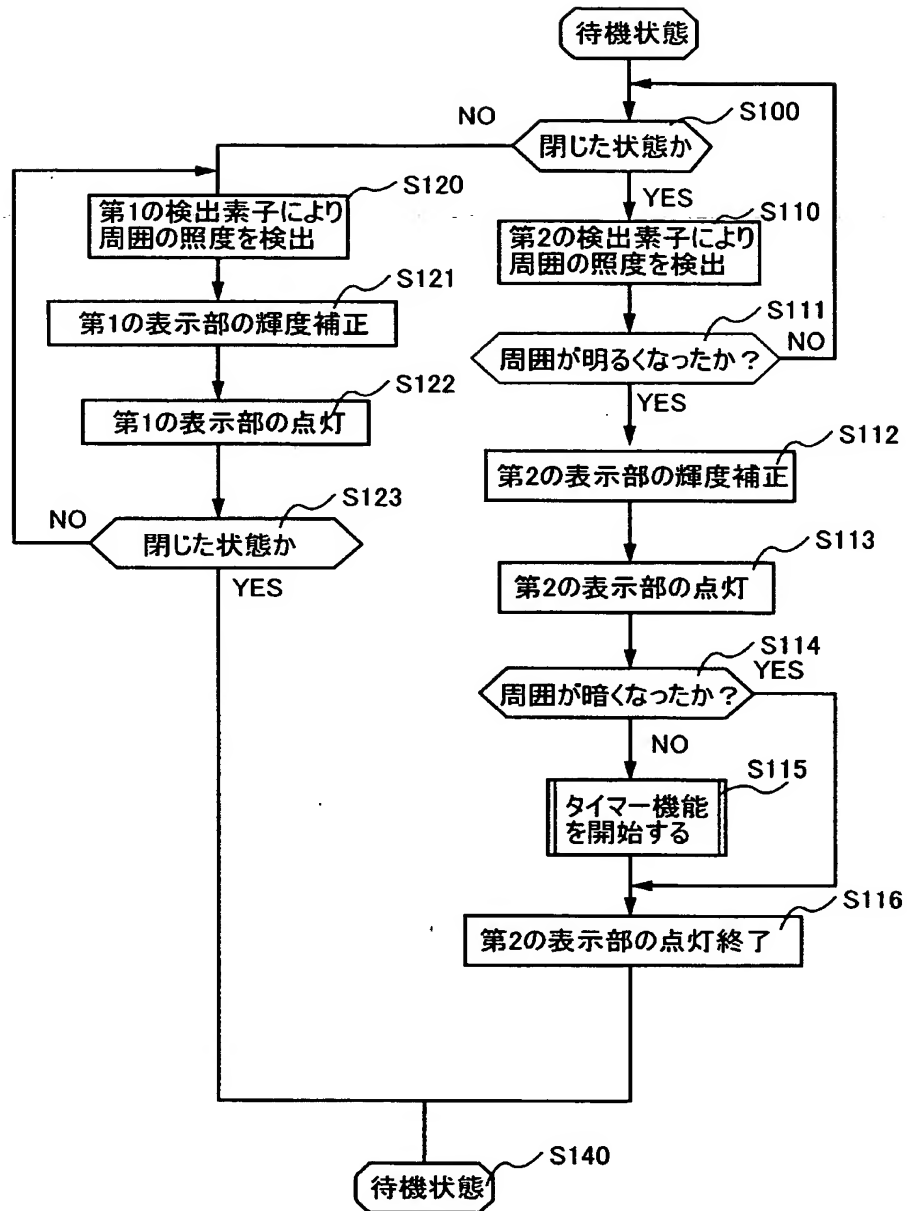 待機状態
S100
NO
閉じた状態か
YES
S110
第2の検出素子により
周囲の照度を検出
S111
周囲が明るくなったか?
NO
YES
S112
第2の表示部の輝度補正
S113
第2の表示部の点灯
S114
周囲が暗くなったか?
YES
NO
S115
タイマー機能
を開始する
S116
第2の表示部の点灯終了
S120
第1の検出素子により
周囲の照度を検出
S121
第1の表示部の輝度補正
S122
第1の表示部の点灯
S123
NO
閉じた状態か
YES
S140
待機状態